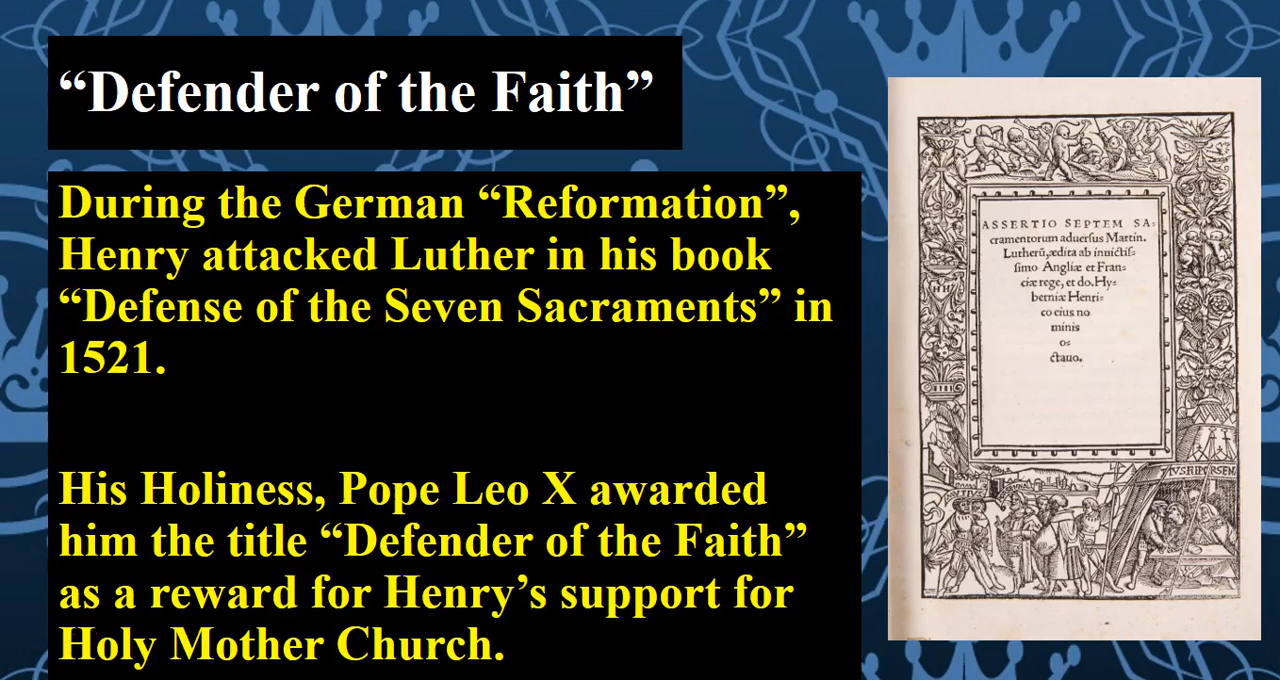 “Defender of the Faith”
During the German “Reformation”,
Henry attacked Luther in his book
“Defense of the Seven Sacraments” in
1521.
His Holiness, Pope Leo X awarded
him the title “Defender of the Faith”
as a reward for Henry’s support for
Holy Mother Church.
ASSERTIO SEPTEM SA-
cramentorum aduerſus Martin.
Lutherū, ædita ab inuictiſ-
ſimo Angliæ et Fran-
ciæ rege, et do. Hy-
berniæ Henri-
co eius no
minis
o-
ctauo.